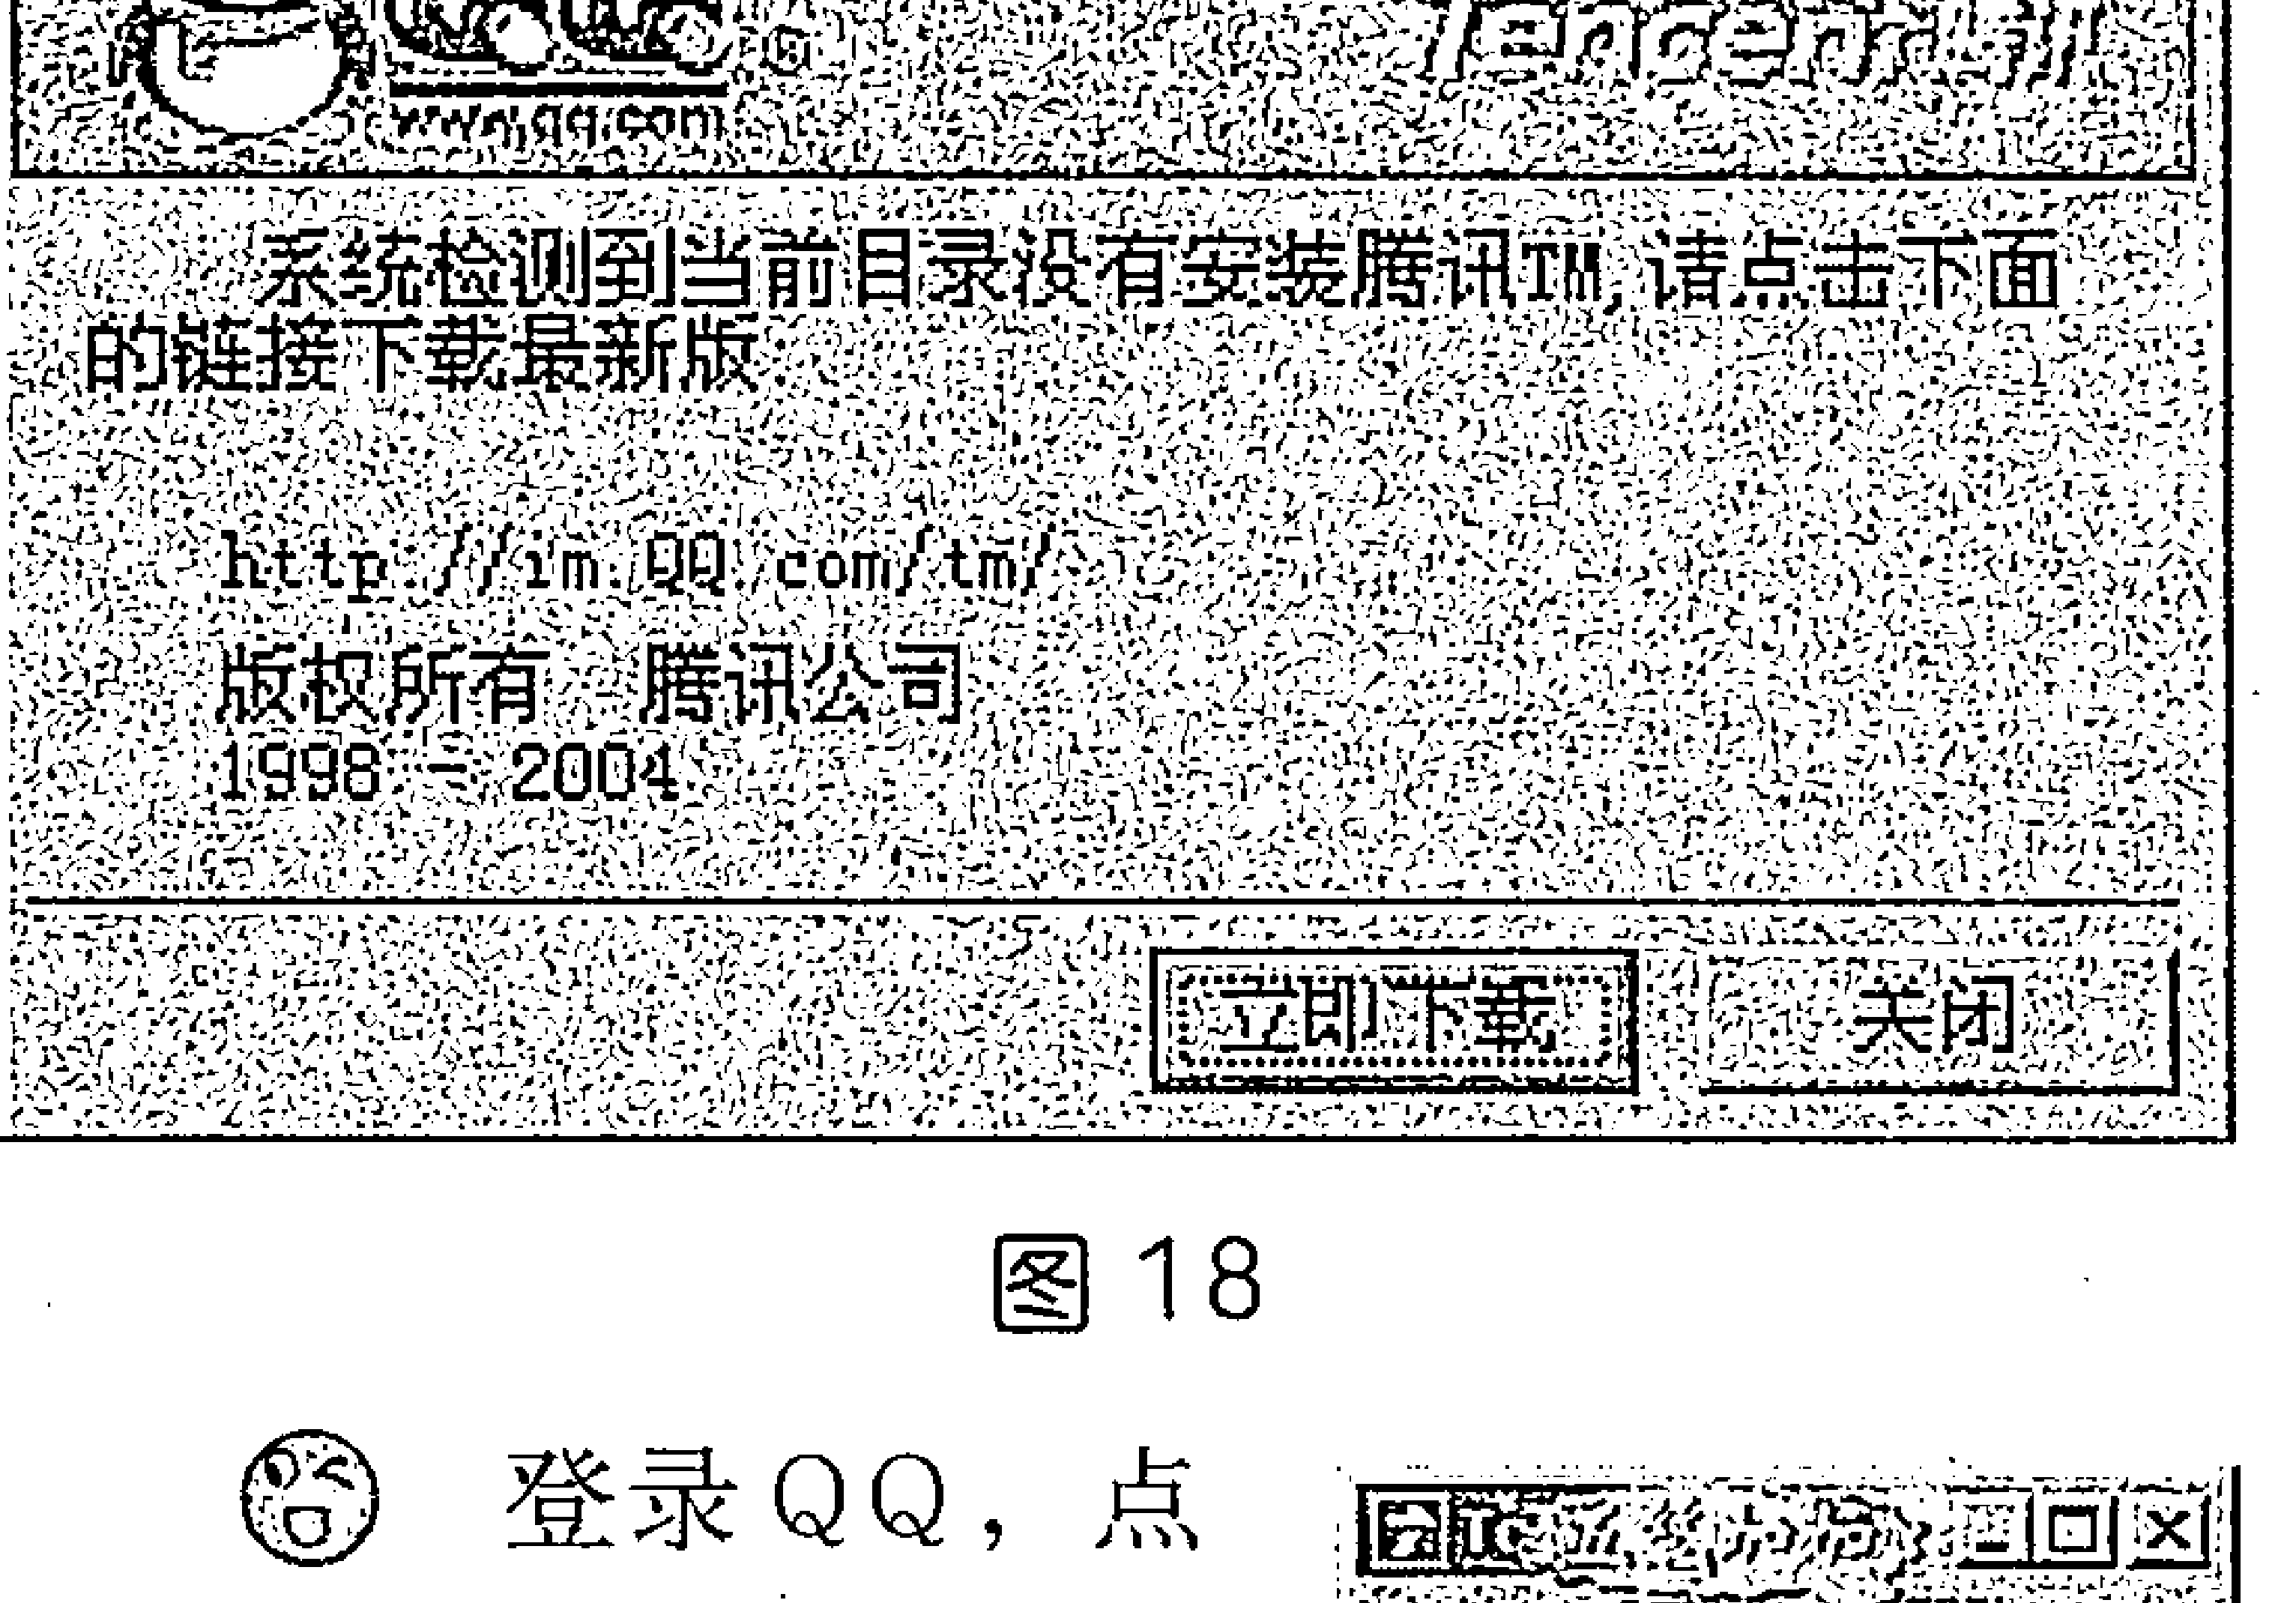 Tencent
www.qq.com
系统检测到当前目录没有安装腾讯TM,请点击下面
的链接下载最新版
http://im.QQ.com/tm/
版权所有 腾讯公司
1998 - 2004
立即下载 关闭
图 18
登录QQ，点